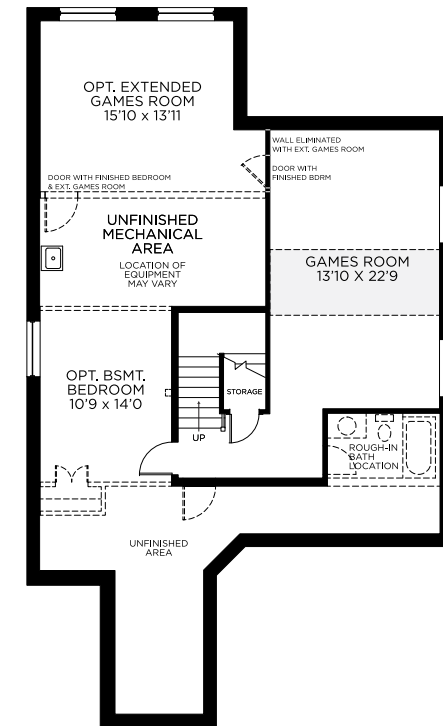 OPT. EXTENDED
GAMES ROOM
15'10 x 13'11
WALL ELIMINATED
WITH EXT. GAMES ROOM
DOOR WITH
FINISHED BDRM
DOOR WITH FINISHED BEDROOM
& EXT. GAMES ROOM
UNFINISHED
MECHANICAL
AREA
LOCATION OF
EQUIPMENT
MAY VARY
GAMES ROOM
13'10 X 22'9
OPT. BSMT.
BEDROOM
10'9 x 14'0
STORAGE
UP
ROUGH-IN
BATH
LOCATION
UNFINISHED
AREA